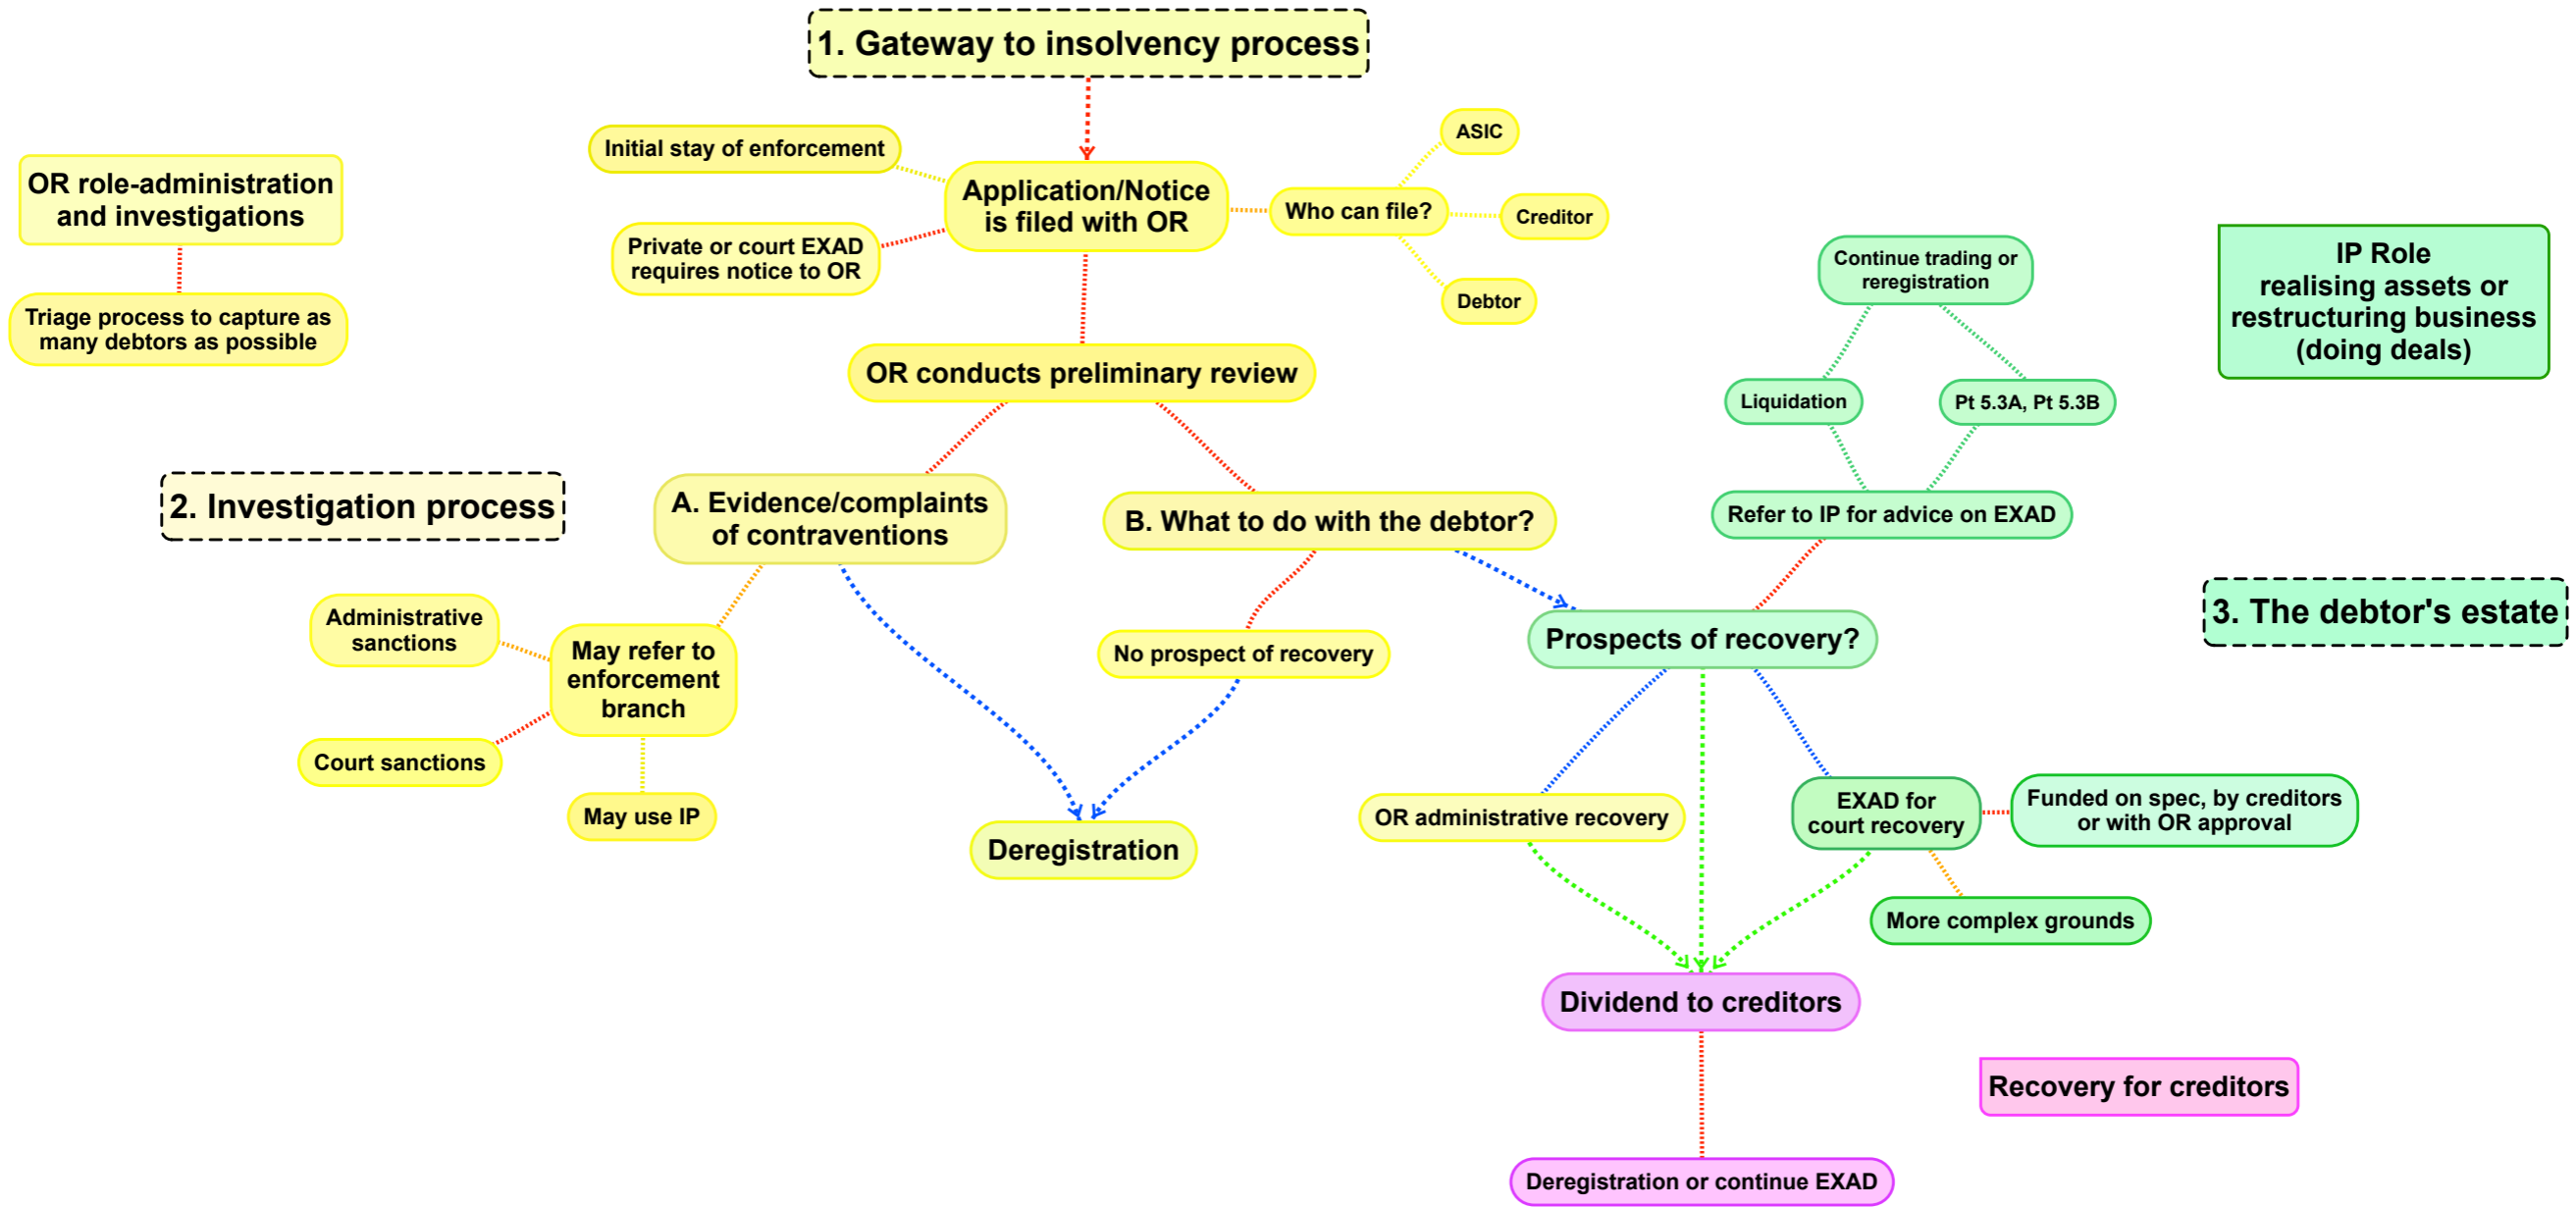 1. Gateway to insolvency process
OR role-administration
and investigations
Triage process to capture as
many debtors as possible
Initial stay of enforcement
Private or court EXAD
requires notice to OR
Application/Notice
is filed with OR
Who can file?
ASIC
Creditor
Debtor
OR conducts preliminary review
Continue trading or
reregistration
Liquidation
Pt 5.3A, Pt 5.3B
Refer to IP for advice on EXAD
IP Role
realising assets or
restructuring business
(doing deals)
2. Investigation process
A. Evidence/complaints
of contraventions
B. What to do with the debtor?
3. The debtor's estate
Administrative
sanctions
May refer to
enforcement
branch
Court sanctions
May use IP
No prospect of recovery
Prospects of recovery?
Deregistration
OR administrative recovery
EXAD for
court recovery
Funded on spec, by creditors
or with OR approval
More complex grounds
Dividend to creditors
Recovery for creditors
Deregistration or continue EXAD